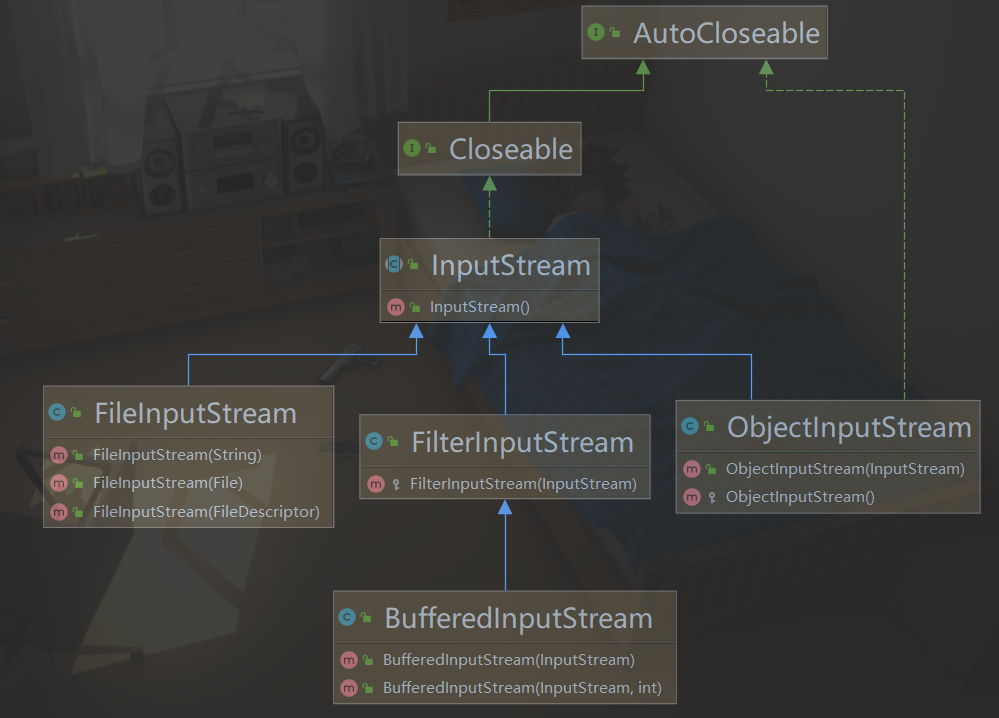 AutoCloseable
Closeable
InputStream
InputStream()
FileInputStream
FileInputStream(String)
FileInputStream(File)
FileInputStream(FileDescriptor)
FilterInputStream
FilterInputStream(InputStream)
ObjectInputStream
ObjectInputStream(InputStream)
ObjectInputStream()
BufferedInputStream
BufferedInputStream(InputStream)
BufferedInputStream(InputStream, int)